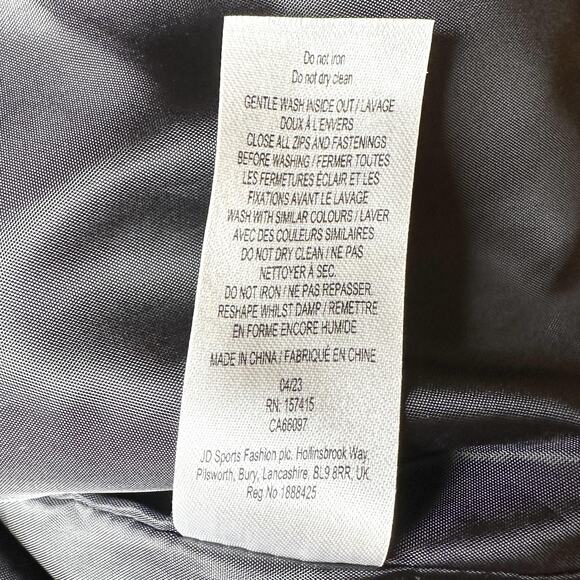 Do not iron
Do not dry clean
GENTLE WASH INSIDE OUT / LAVAGE
DOUX À L'ENVERS
CLOSE ALL ZIPS AND FASTENINGS
BEFORE WASHING / FERMER TOUTES
LES FERMETURES ÉCLAIR ET LES
FIXATIONS AVANT LE LAVAGE
WASH WITH SIMILAR COLOURS / LAVER
AVEC DES COULEURS SIMILAIRES
DO NOT DRY CLEAN / NE PAS
NETTOYER À SEC.
DO NOT IRON / NE PAS REPASSER.
RESHAPE WHILST DAMP / REMETTRE
EN FORME ENCORE HUMIDE
MADE IN CHINA / FABRIQUÉ EN CHINE
04/23
RN: 157415
CA66097
JD Sports Fashion plc. Hollinsbrook Way,
Pilsworth, Bury, Lancashire, BL9 8RR, UK.
Reg No 1888425